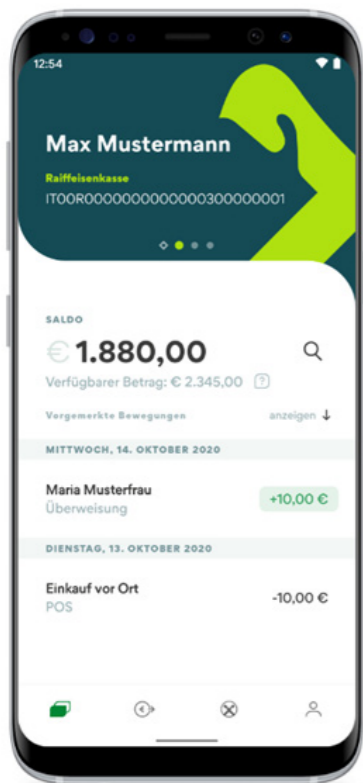 12:54
Max Mustermann
Raiffeisenkasse
IT00R0000000000000300000001
SALDO
€ 1.880,00
Verfügbarer Betrag: € 2.345,00 ?
Vorgemerkte Bewegungen anzeigen ↓
MITTWOCH, 14. OKTOBER 2020
Maria Musterfrau
+10,00 €
Überweisung
DIENSTAG, 13. OKTOBER 2020
Einkauf vor Ort
-10,00 €
POS